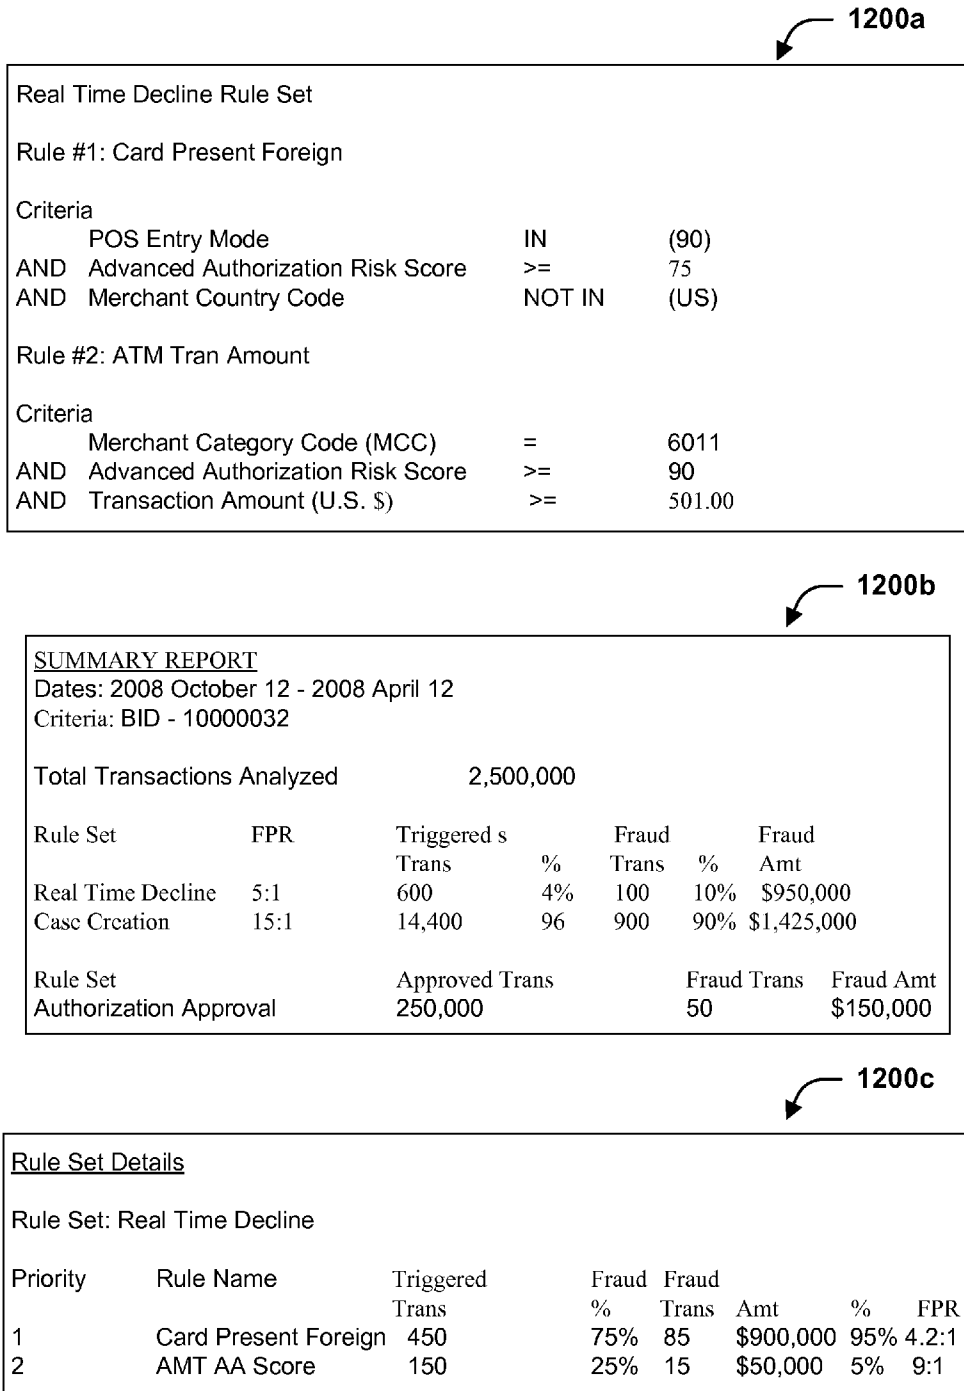 1200a
Real Time Decline Rule Set
Rule #1: Card Present Foreign
Criteria
POS Entry Mode IN (90)
AND Advanced Authorization Risk Score >= 75
AND Merchant Country Code NOT IN (US)
Rule #2: ATM Tran Amount
Criteria
Merchant Category Code (MCC) = 6011
AND Advanced Authorization Risk Score >= 90
AND Transaction Amount (U.S. $) >= 501.00
1200b
SUMMARY REPORT
Dates: 2008 October 12 - 2008 April 12
Criteria: BID - 10000032
Total Transactions Analyzed 2,500,000
Rule Set FPR Triggered s Fraud Fraud
Trans % Trans % Amt
Real Time Decline 5:1 600 4% 100 10% $950,000
Case Creation 15:1 14,400 96 900 90% $1,425,000
Rule Set Approved Trans Fraud Trans Fraud Amt
Authorization Approval 250,000 50 $150,000
1200c
Rule Set Details
Rule Set: Real Time Decline
Priority Rule Name Triggered Fraud Fraud
Trans % Trans Amt % FPR
1 Card Present Foreign 450 75% 85 $900,000 95% 4.2:1
2 AMT AA Score 150 25% 15 $50,000 5% 9:1